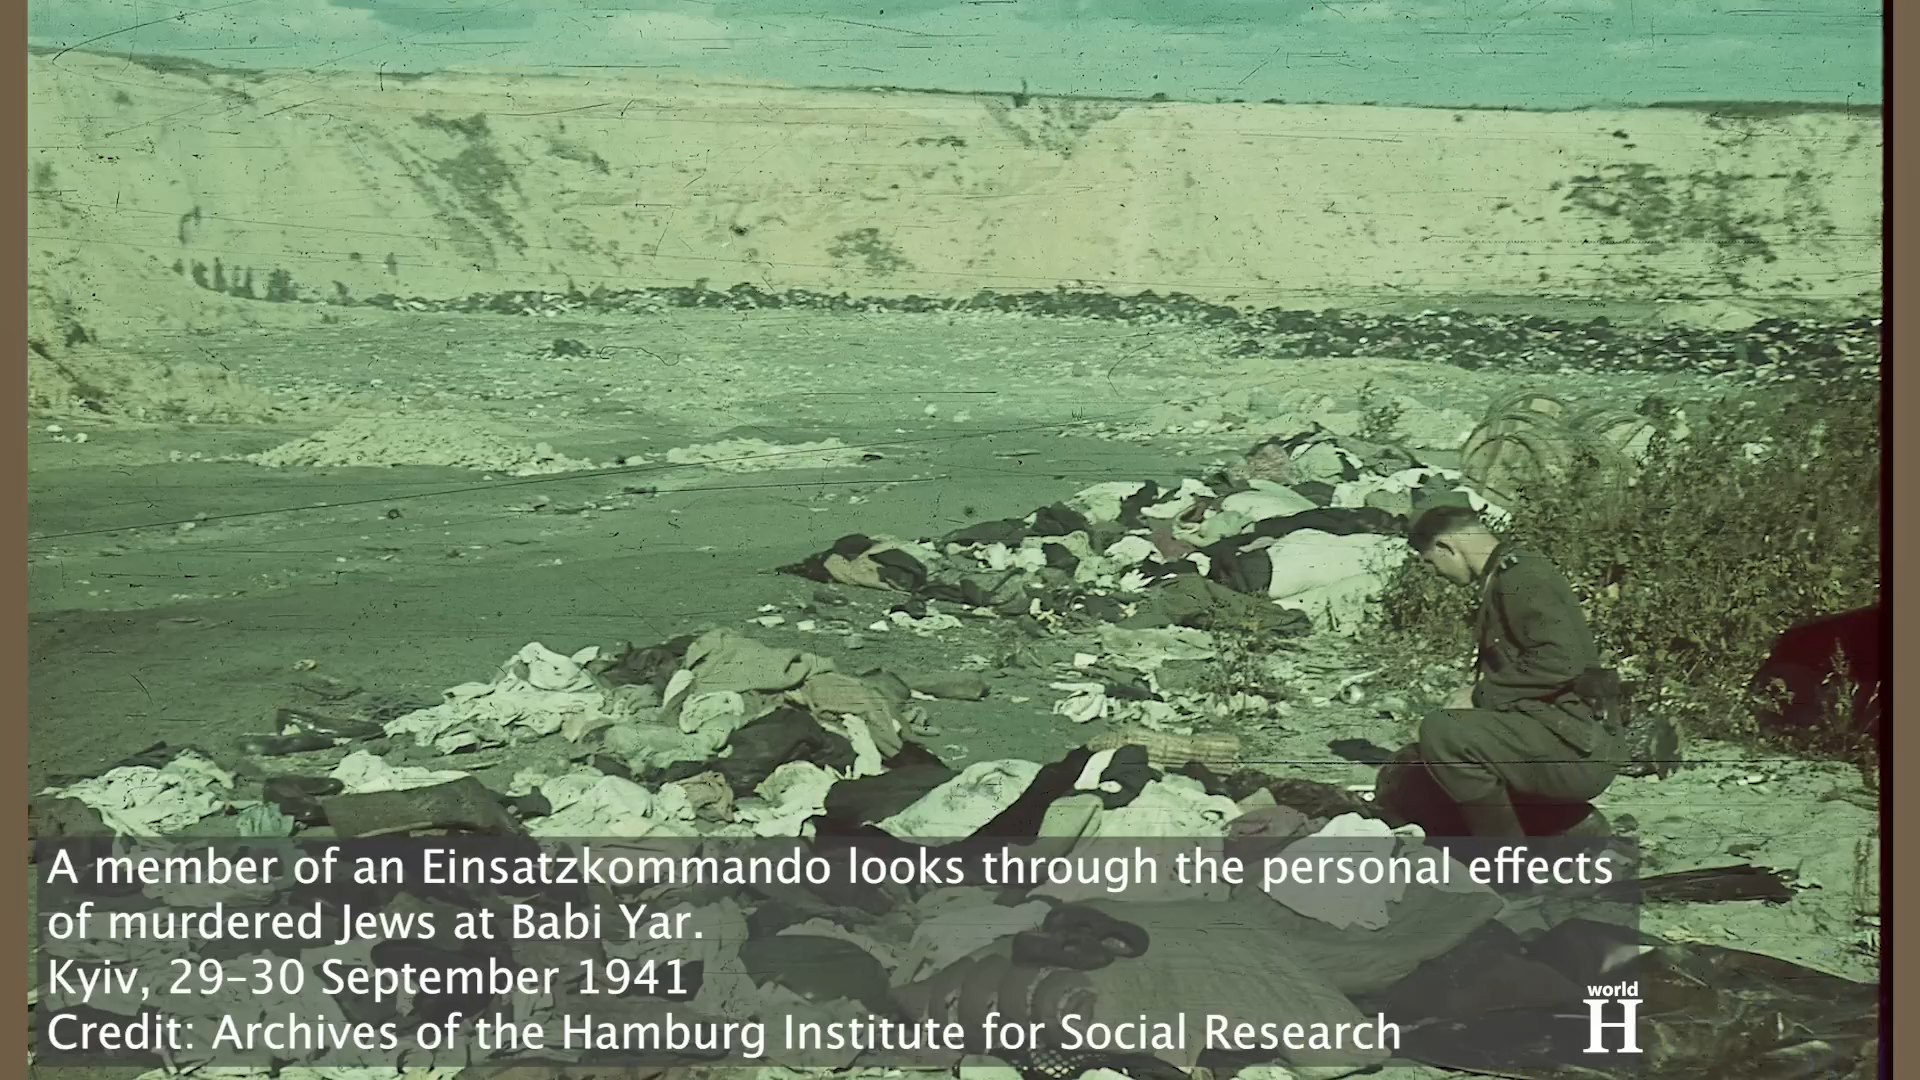 A member of an Einsatzkommando looks through the personal effects
of murdered Jews at Babi Yar.
Kyiv, 29–30 September 1941
Credit: Archives of the Hamburg Institute for Social Research
world
H